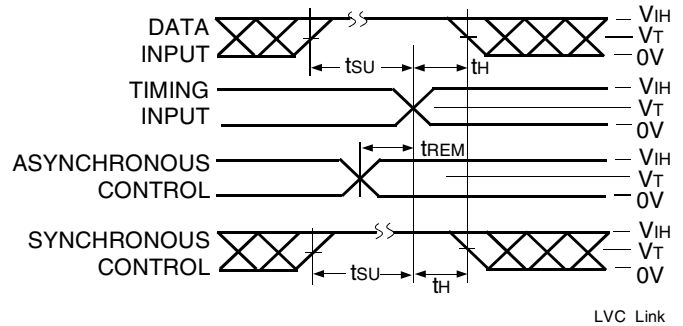 DATA
INPUT
tSU
tH
VIH
VT
0V
TIMING
INPUT
VIH
VT
0V
ASYNCHRONOUS
CONTROL
tREM
VIH
VT
0V
SYNCHRONOUS
CONTROL
tSU
tH
VIH
VT
0V
LVC Link